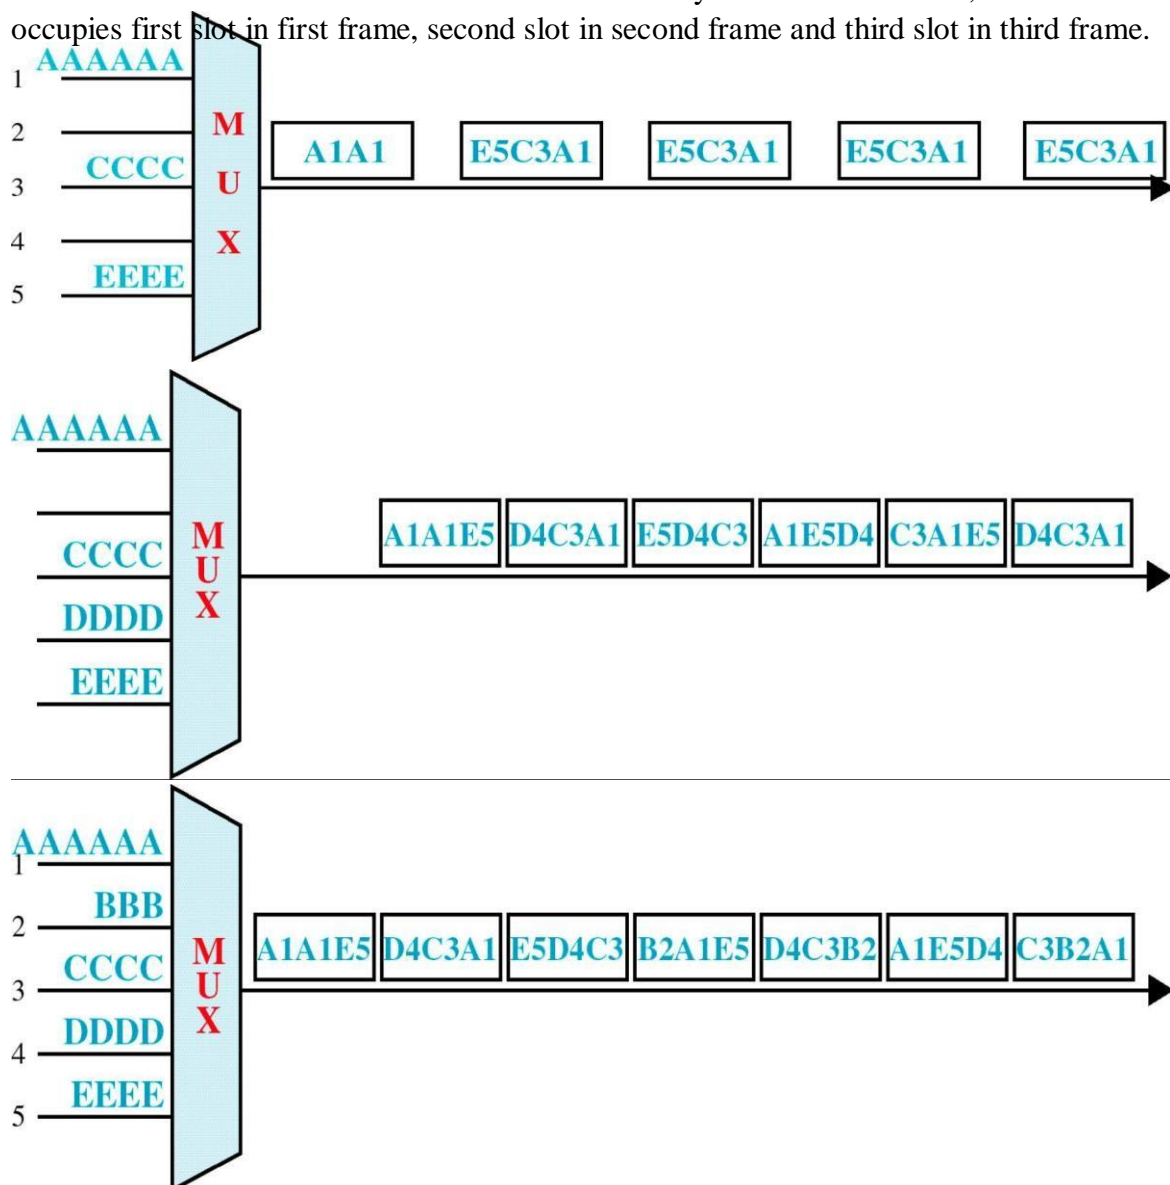 occupies first slot in first frame, second slot in second frame and third slot in third frame.
AAAAAA
1
2
CCCC
3
4
EEEE
5
M
U
X
A1A1 E5C3A1 E5C3A1 E5C3A1 E5C3A1
AAAAAA
CCCC
DDDD
EEEE
M
U
X
A1A1E5 D4C3A1 E5D4C3 A1E5D4 C3A1E5 D4C3A1
AAAAAA
1
BBB
2
CCCC
3
DDDD
4
EEEE
5
M
U
X
A1A1E5 D4C3A1 E5D4C3 B2A1E5 D4C3B2 A1E5D4 C3B2A1